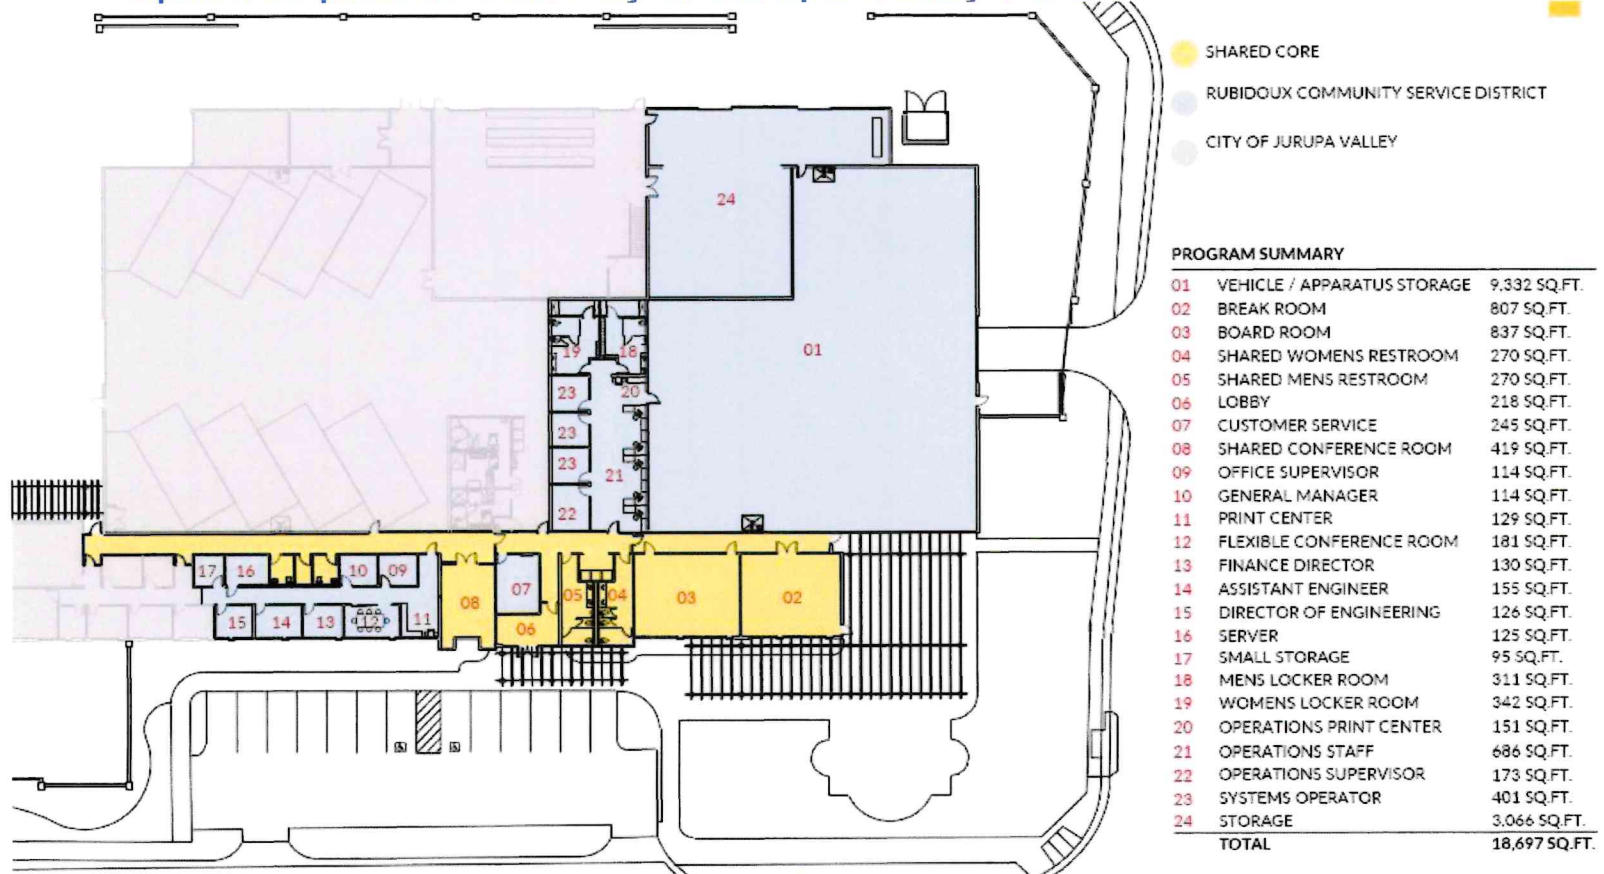 SHARED CORE
RUBIDOUX COMMUNITY SERVICE DISTRICT
CITY OF JURUPA VALLEY
PROGRAM SUMMARY
01 VEHICLE / APPARATUS STORAGE 9,332 SQ.FT.
02 BREAK ROOM 807 SQ.FT.
03 BOARD ROOM 837 SQ.FT.
04 SHARED WOMENS RESTROOM 270 SQ.FT.
05 SHARED MENS RESTROOM 270 SQ.FT.
06 LOBBY 218 SQ.FT.
07 CUSTOMER SERVICE 245 SQ.FT.
08 SHARED CONFERENCE ROOM 419 SQ.FT.
09 OFFICE SUPERVISOR 114 SQ.FT.
10 GENERAL MANAGER 114 SQ.FT.
11 PRINT CENTER 129 SQ.FT.
12 FLEXIBLE CONFERENCE ROOM 181 SQ.FT.
13 FINANCE DIRECTOR 130 SQ.FT.
14 ASSISTANT ENGINEER 155 SQ.FT.
15 DIRECTOR OF ENGINEERING 126 SQ.FT.
16 SERVER 125 SQ.FT.
17 SMALL STORAGE 95 SQ.FT.
18 MENS LOCKER ROOM 311 SQ.FT.
19 WOMENS LOCKER ROOM 342 SQ.FT.
20 OPERATIONS PRINT CENTER 151 SQ.FT.
21 OPERATIONS STAFF 686 SQ.FT.
22 OPERATIONS SUPERVISOR 173 SQ.FT.
23 SYSTEMS OPERATOR 401 SQ.FT.
24 STORAGE 3,066 SQ.FT.
TOTAL 18,697 SQ.FT.
24
01
19 18
23 20
23
23
21
22
17 16 10 09
07
08
05 04
03
02
15 14 13 12 11
06